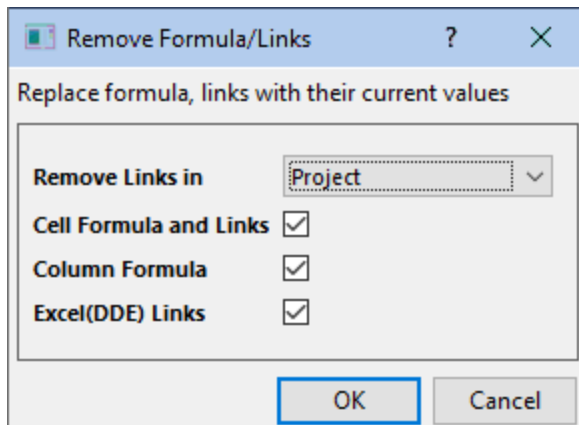 Remove Formula/Links ?
Replace formula, links with their current values
Remove Links in Project
Cell Formula and Links
Column Formula
Excel(DDE) Links
OK Cancel